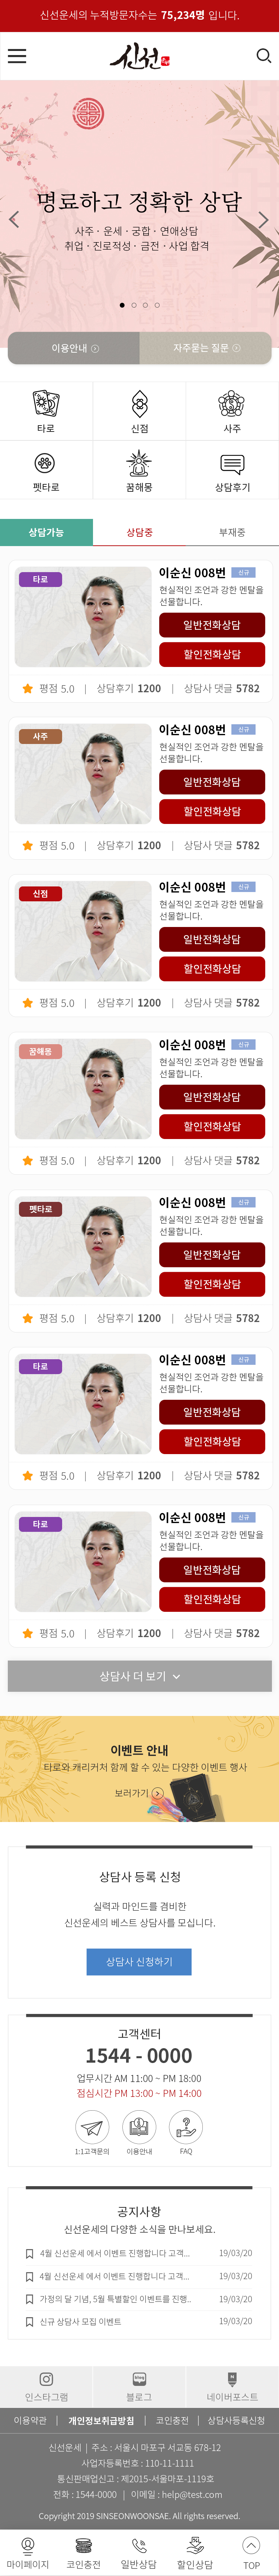 신선운세의 누적방문자수는 75,234명 입니다.
신선
명료하고 정확한 상담
사주 · 운세 · 궁합 · 연애상담
취업 · 진로적성 · 금전 · 사업 합격
이용안내
자주묻는 질문
타로
신점
사주
펫타로
꿈해몽
상담후기
상담가능
상담중
부재중
타로
이순신 008번 신규
현실적인 조언과 강한 멘탈을
선물합니다.
일반전화상담
할인전화상담
평점 5.0 | 상담후기 1200 | 상담사 댓글 5782
사주
이순신 008번 신규
현실적인 조언과 강한 멘탈을
선물합니다.
일반전화상담
할인전화상담
평점 5.0 | 상담후기 1200 | 상담사 댓글 5782
신점
이순신 008번 신규
현실적인 조언과 강한 멘탈을
선물합니다.
일반전화상담
할인전화상담
평점 5.0 | 상담후기 1200 | 상담사 댓글 5782
꿈해몽
이순신 008번 신규
현실적인 조언과 강한 멘탈을
선물합니다.
일반전화상담
할인전화상담
평점 5.0 | 상담후기 1200 | 상담사 댓글 5782
펫타로
이순신 008번 신규
현실적인 조언과 강한 멘탈을
선물합니다.
일반전화상담
할인전화상담
평점 5.0 | 상담후기 1200 | 상담사 댓글 5782
타로
이순신 008번 신규
현실적인 조언과 강한 멘탈을
선물합니다.
일반전화상담
할인전화상담
평점 5.0 | 상담후기 1200 | 상담사 댓글 5782
타로
이순신 008번 신규
현실적인 조언과 강한 멘탈을
선물합니다.
일반전화상담
할인전화상담
평점 5.0 | 상담후기 1200 | 상담사 댓글 5782
상담사 더 보기
이벤트 안내
타로와 캐리커처 함께 할 수 있는 다양한 이벤트 행사
보러가기
상담사 등록 신청
실력과 마인드를 겸비한
신선운세의 베스트 상담사를 모십니다.
상담사 신청하기
고객센터
1544 - 0000
업무시간 AM 11:00 ~ PM 18:00
점심시간 PM 13:00 ~ PM 14:00
1:1고객문의
이용안내
FAQ
공지사항
신선운세의 다양한 소식을 만나보세요.
4월 신선운세 에서 이벤트 진행합니다 고객... 19/03/20
4월 신선운세 에서 이벤트 진행합니다 고객... 19/03/20
가정의 달 기념, 5월 특별할인 이벤트를 진행.. 19/03/20
신규 상담사 모집 이벤트 19/03/20
인스타그램
블로그
네이버포스트
이용약관 | 개인정보취급방침 | 코인충전 | 상담사등록신청
신선운세 | 주소 : 서울시 마포구 서교동 678-12
사업자등록번호 : 110-11-1111
통신판매업신고 : 제2015-서울마포-1119호
전화 : 1544-0000 | 이메일 : help@test.com
Copyright 2019 SINSEONWOONSAE. All rights reserved.
마이페이지
코인충전
일반상담
할인상담
TOP